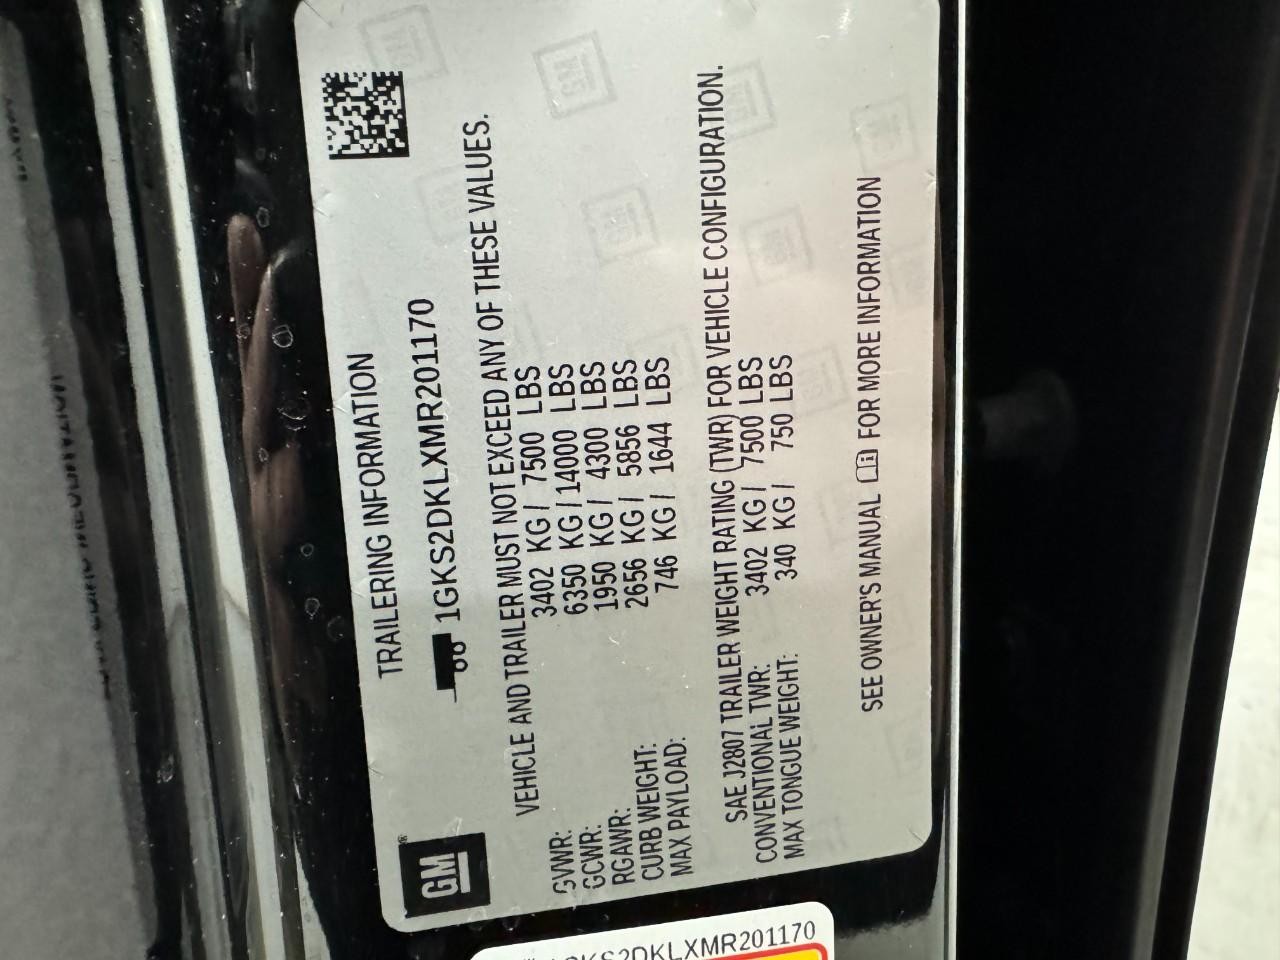 TRAILERING INFORMATION
1GKS2DKLXMR201170
VEHICLE AND TRAILER MUST NOT EXCEED ANY OF THESE VALUES.
GVWR: 3402 KG / 7500 LBS
GCWR: 6350 KG / 14000 LBS
RGAWR: 1950 KG / 4300 LBS
CURB WEIGHT: 2656 KG / 5856 LBS
MAX PAYLOAD: 746 KG / 1644 LBS
SAE J2807 TRAILER WEIGHT RATING (TWR) FOR VEHICLE CONFIGURATION.
CONVENTIONAL TWR: 3402 KG / 7500 LBS
MAX TONGUE WEIGHT: 340 KG / 750 LBS
SEE OWNER'S MANUAL FOR MORE INFORMATION
GM
1GKS2DKLXMR201170